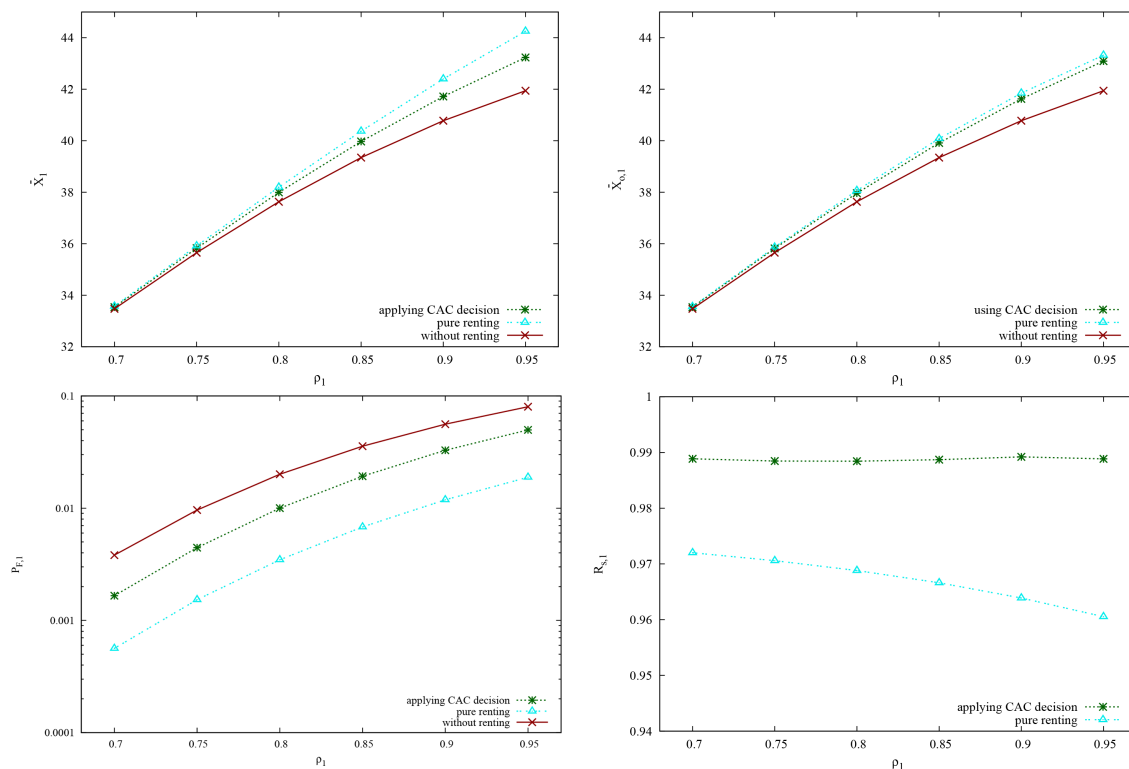 44
42
40
38
36
34
32
X̄₁
applying CAC decision
pure renting
without renting
0.7 0.75 0.8 0.85 0.9 0.95
ρ₁
44
42
40
38
36
34
32
X̄ₒ,₁
using CAC decision
pure renting
without renting
0.7 0.75 0.8 0.85 0.9 0.95
ρ₁
0.1
0.01
0.001
0.0001
P_F,1
applying CAC decision
pure renting
without renting
0.7 0.75 0.8 0.85 0.9 0.95
ρ₁
1
0.99
0.98
0.97
0.96
0.95
0.94
R_s,1
applying CAC decision
pure renting
0.7 0.75 0.8 0.85 0.9 0.95
ρ₁